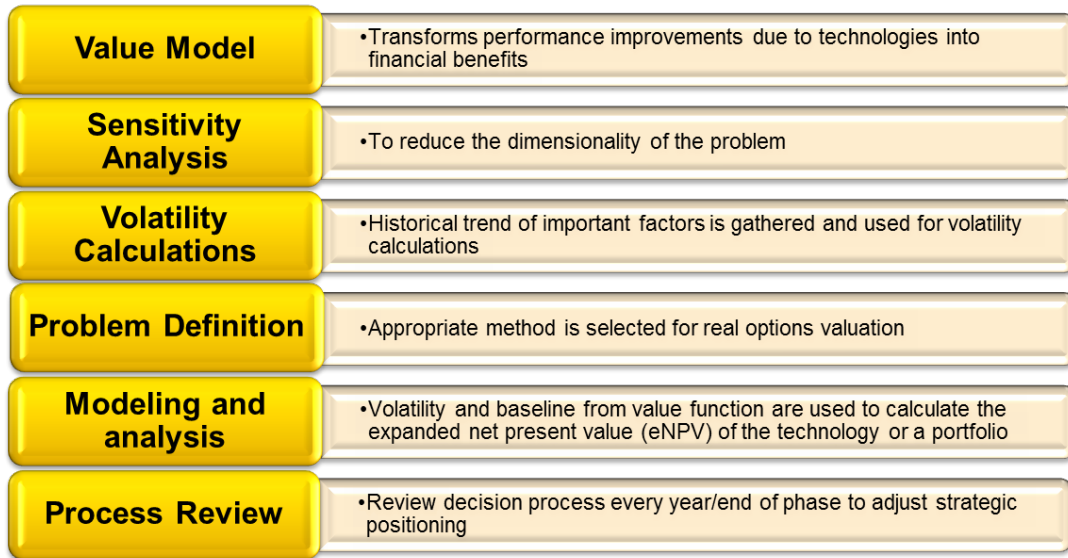 Value Model
•Transforms performance improvements due to technologies into
financial benefits
Sensitivity
Analysis
•To reduce the dimensionality of the problem
Volatility
Calculations
•Historical trend of important factors is gathered and used for volatility
calculations
Problem Definition
•Appropriate method is selected for real options valuation
Modeling and
analysis
•Volatility and baseline from value function are used to calculate the
expanded net present value (eNPV) of the technology or a portfolio
Process Review
•Review decision process every year/end of phase to adjust strategic
positioning